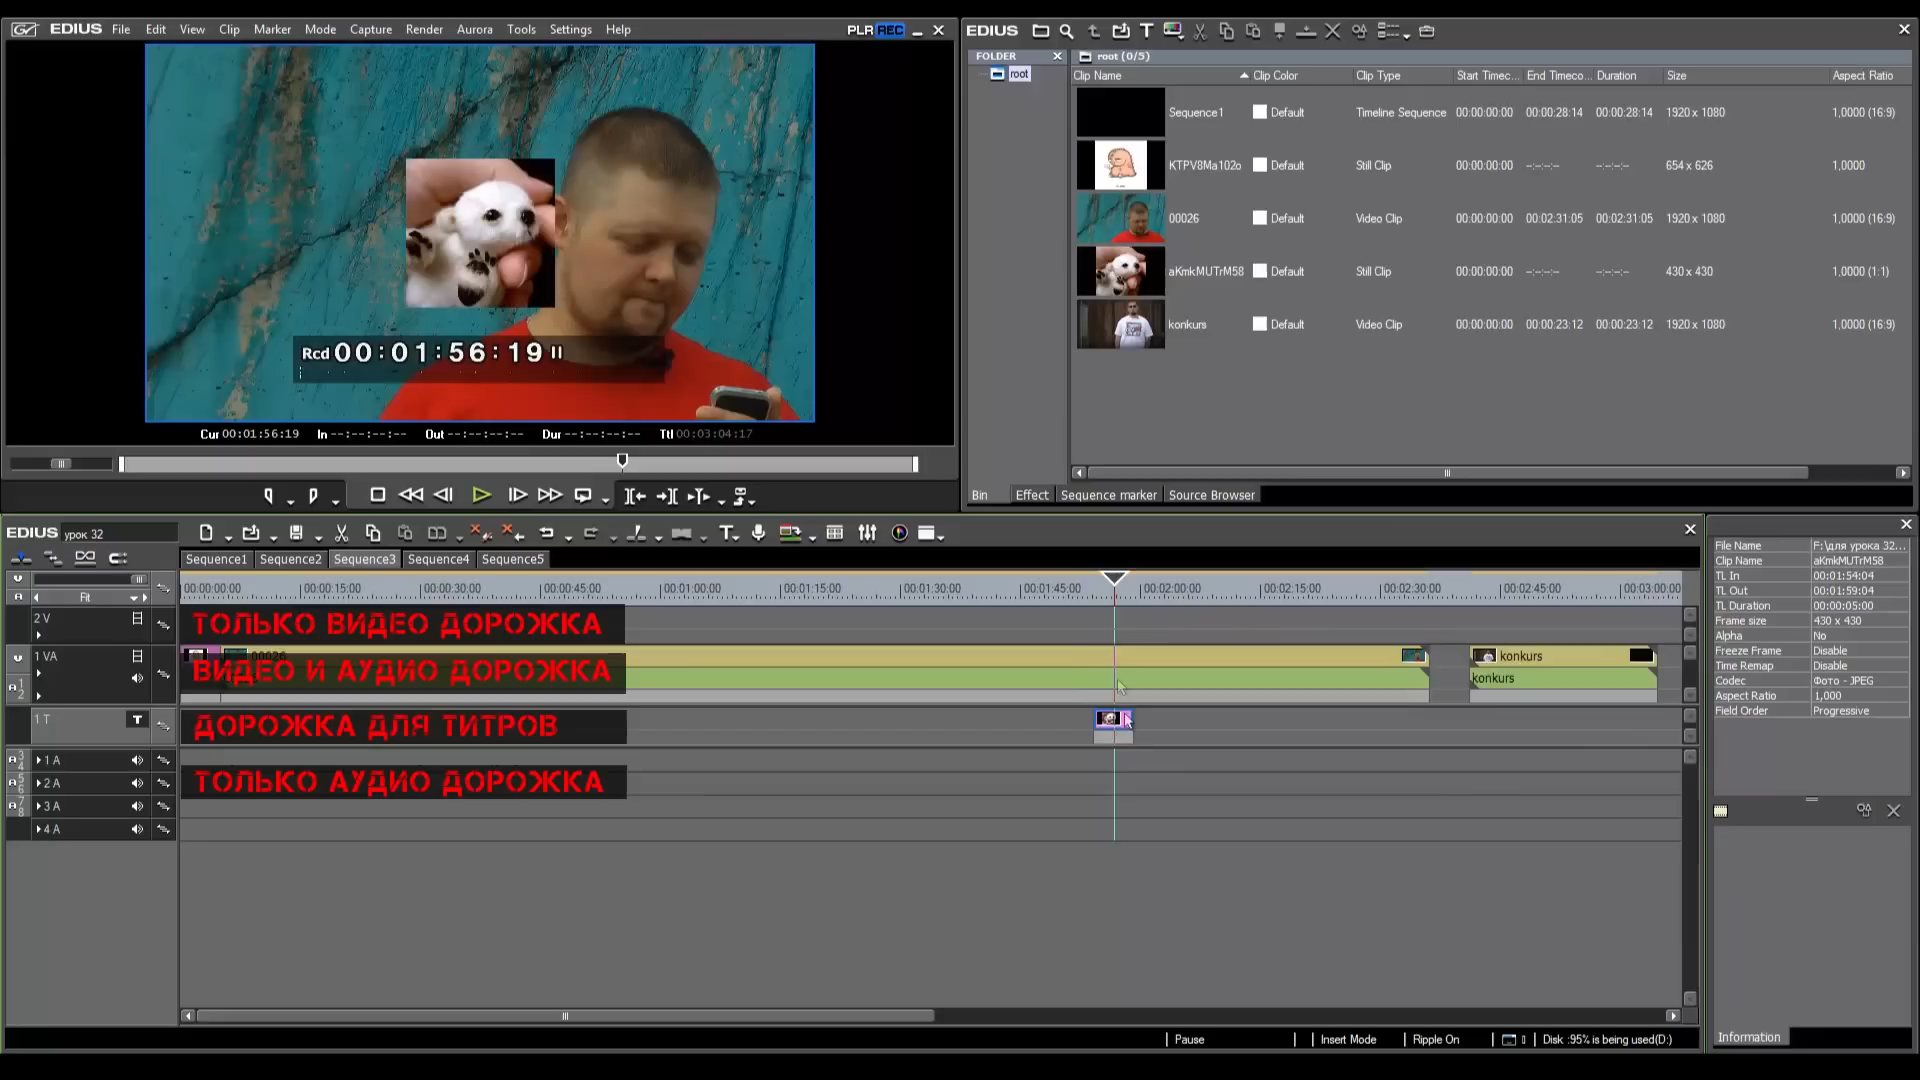 EDIUS File Edit View Clip Marker Mode Capture Render Aurora Tools Settings Help PLR REC
Rcd 00:01:56:19
Cur 00:01:56:19 In --:--:--:-- Out --:--:--:-- Dur --:--:--:-- Ttl 00:03:04:17
EDIUS
FOLDER
root
root (0/5)
Clip Name Clip Color Clip Type Start Timec... End Timeco... Duration Size Aspect Ratio
Sequence1 Default Timeline Sequence 00:00:00:00 00:00:28:14 00:00:28:14 1920 x 1080 1,0000 (16:9)
KTPV8Ma102o Default Still Clip 00:00:00:00 --:--:--:-- --:--:--:-- 654 x 626 1,0000
00026 Default Video Clip 00:00:00:00 00:02:31:05 00:02:31:05 1920 x 1080 1,0000 (16:9)
aKmkMUTrM58 Default Still Clip 00:00:00:00 --:--:--:-- --:--:--:-- 430 x 430 1,0000 (1:1)
konkurs Default Video Clip 00:00:00:00 00:00:23:12 00:00:23:12 1920 x 1080 1,0000 (16:9)
Bin Effect Sequence marker Source Browser
EDIUS урок 32
Sequence1 Sequence2 Sequence3 Sequence4 Sequence5
Fit
00:00:00:00 00:00:15:00 00:00:30:00 00:00:45:00 00:01:00:00 00:01:15:00 00:01:30:00 00:01:45:00 00:02:00:00 00:02:15:00 00:02:30:00 00:02:45:00 00:03:00:00
2 V
ТОЛЬКО ВИДЕО ДОРОЖКА
1 VA
00026
konkurs
ВИДЕО И АУДИО ДОРОЖКА
konkurs
1 T T
ДОРОЖКА ДЛЯ ТИТРОВ
1 A
2 A
ТОЛЬКО АУДИО ДОРОЖКА
3 A
4 A
Pause Insert Mode Ripple On Disk :95% is being used(D:)
File Name F:\для урока 32...
Clip Name aKmkMUTrM58
TL In 00:01:54:04
TL Out 00:01:59:04
TL Duration 00:00:05:00
Frame size 430 x 430
Alpha No
Freeze Frame Disable
Time Remap Disable
Codec Фото - JPEG
Aspect Ratio 1,000
Field Order Progressive
Information